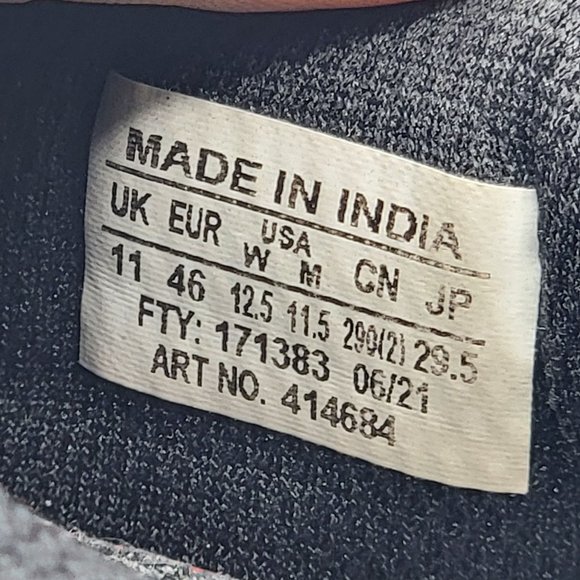 MADE IN INDIA
UK EUR USA CN JP
W M
11 46 12.5 11.5 290(2) 29.5
FTY: 171383 06/21
ART NO. 414684